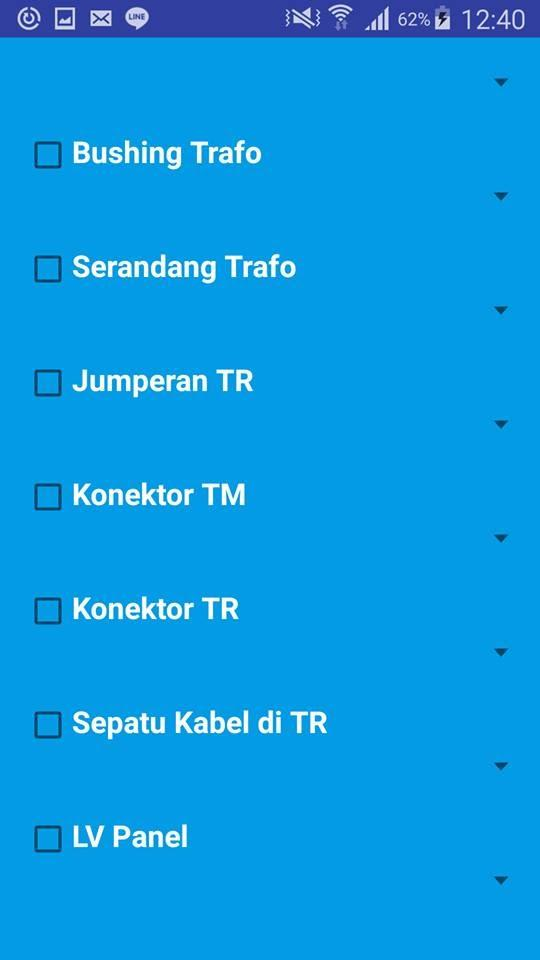 LINE
62% 12:40
Bushing Trafo
Serandang Trafo
Jumperan TR
Konektor TM
Konektor TR
Sepatu Kabel di TR
LV Panel